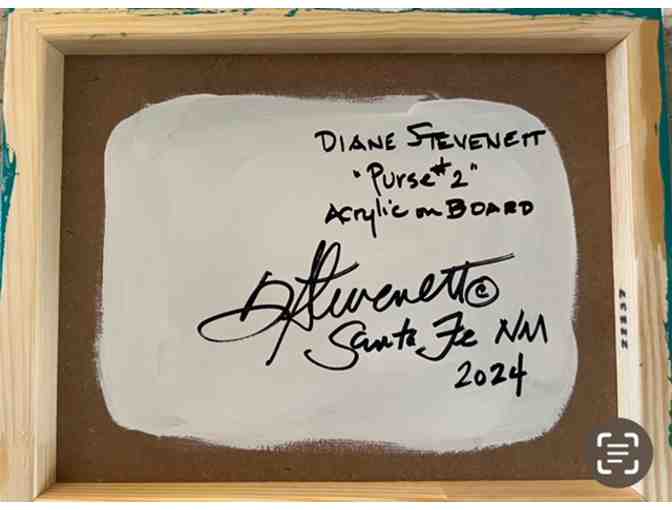 DIANE STEVENETT
"Purse #2"
Acrylic on BOARD
DStevenett ©
Santa Fe NM
2024